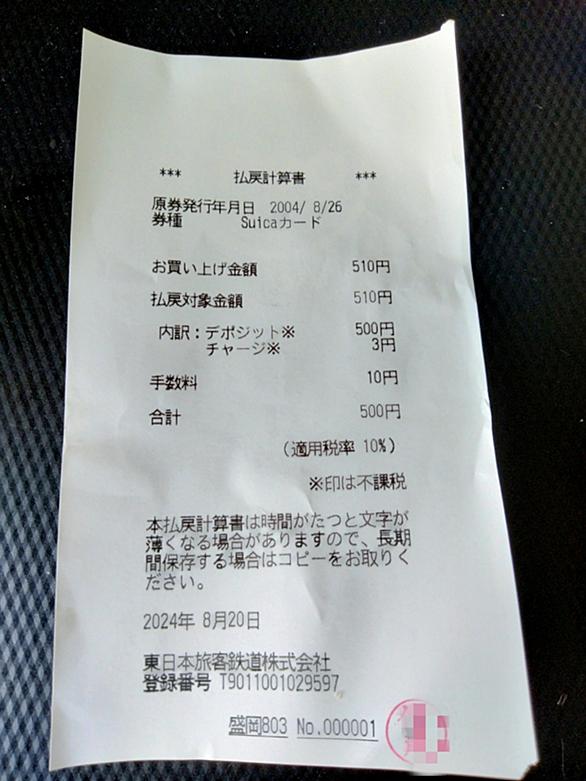 *** 払戻計算書 ***
原券発行年月日 2004/ 8/26
券種 Suicaカード
お買い上げ金額 510円
払戻対象金額 510円
内訳：デポジット※ 500円
チャージ※ 3円
手数料 10円
合計 500円
(適用税率 10%)
※印は不課税
本払戻計算書は時間がたつと文字が
薄くなる場合がありますので、長期
間保存する場合はコピーをお取りく
ださい。
2024年 8月20日
東日本旅客鉄道株式会社
登録番号 T9011001029597
盛岡803 No.000001